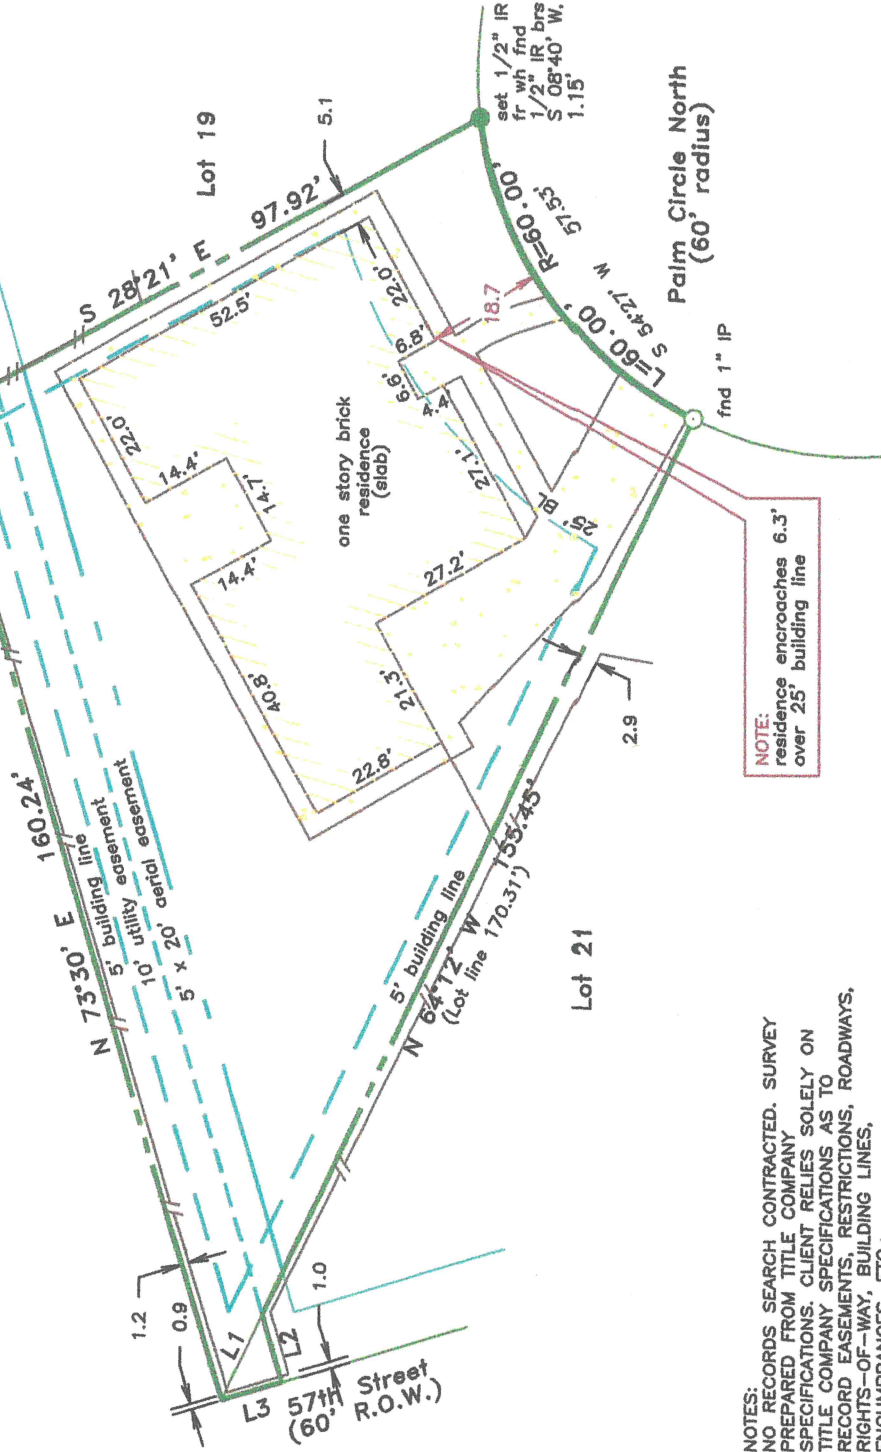 Lot 19
set 1/2" IR
fr wh fnd
1/2" IR brs
S 08°40' W.
1.15'
5.1
S 28°21' E
97.92'
52.5'
22.0'
R=60.00'
57.53'
18.7
L=60.00'
S 54°27' W
Palm Circle North
(60' radius)
fnd 1" IP
6.8'
6.6'
4.4'
22.0'
14.4'
14.7'
14.4'
one story brick
residence
(slab)
27.1'
25' BL
27.2'
40.8'
21.3'
22.8'
2.9
NOTE:
residence encroaches 6.3'
over 25' building line
160.24'
N 73°30' E
5' building line
10' utility easement
5' x 20' aerial easement
155.45'
5' building line
N 64°12' W
(Lot line 170.31')
Lot 21
1.2
0.9
L1
L2
L3
1.0
57th Street
(60' R.O.W.)
NOTES:
NO RECORDS SEARCH CONTRACTED. SURVEY
PREPARED FROM TITLE COMPANY
SPECIFICATIONS. CLIENT RELIES SOLELY ON
TITLE COMPANY SPECIFICATIONS AS TO
RECORD EASEMENTS, RESTRICTIONS, ROADWAYS,
RIGHTS-OF-WAY, BUILDING LINES,